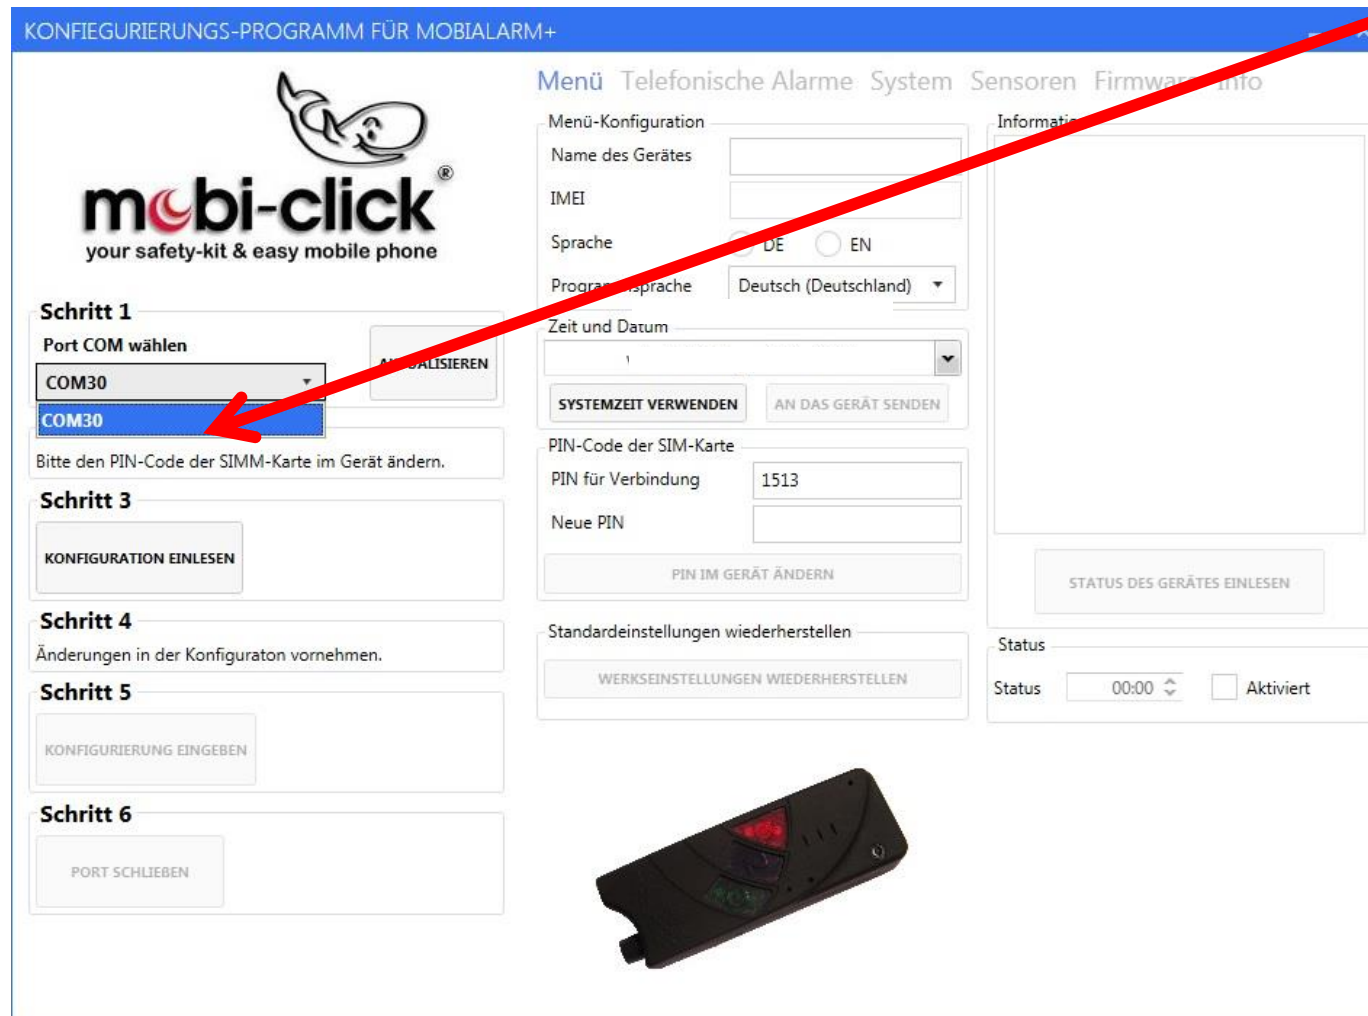 KONFIEGURIERUNGS-PROGRAMM FÜR MOBIALARM+
mobi-click®
your safety-kit & easy mobile phone
Schritt 1
Port COM wählen
COM30
COM30
Bitte den PIN-Code der SIMM-Karte im Gerät ändern.
Schritt 3
KONFIGURATION EINLESEN
Schritt 4
Änderungen in der Konfiguraton vornehmen.
Schritt 5
KONFIGURIERUNG EINGEBEN
Schritt 6
PORT SCHLIEßEN
Menü Telefonische Alarme System Sensoren Firmware Info
Menü-Konfiguration
Name des Gerätes
IMEI
Sprache
DE EN
Deutsch (Deutschland)
Zeit und Datum
SYSTEMZEIT VERWENDEN AN DAS GERÄT SENDEN
PIN-Code der SIM-Karte
PIN für Verbindung 1513
Neue PIN
PIN IM GERÄT ÄNDERN
Standardeinstellungen wiederherstellen
WERKSEINSTELLUNGEN WIEDERHERSTELLEN
STATUS DES GERÄTES EINLESEN
Status
Status 00:00 Aktiviert